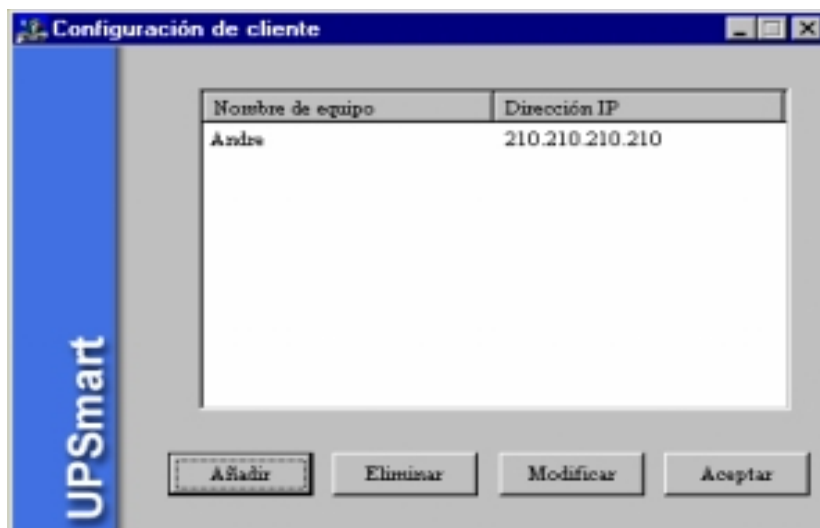 Configuración de cliente
Nombre de equipo Dirección IP
Andre 210.210.210.210
UPSmart
Añadir Eliminar Modificar Aceptar